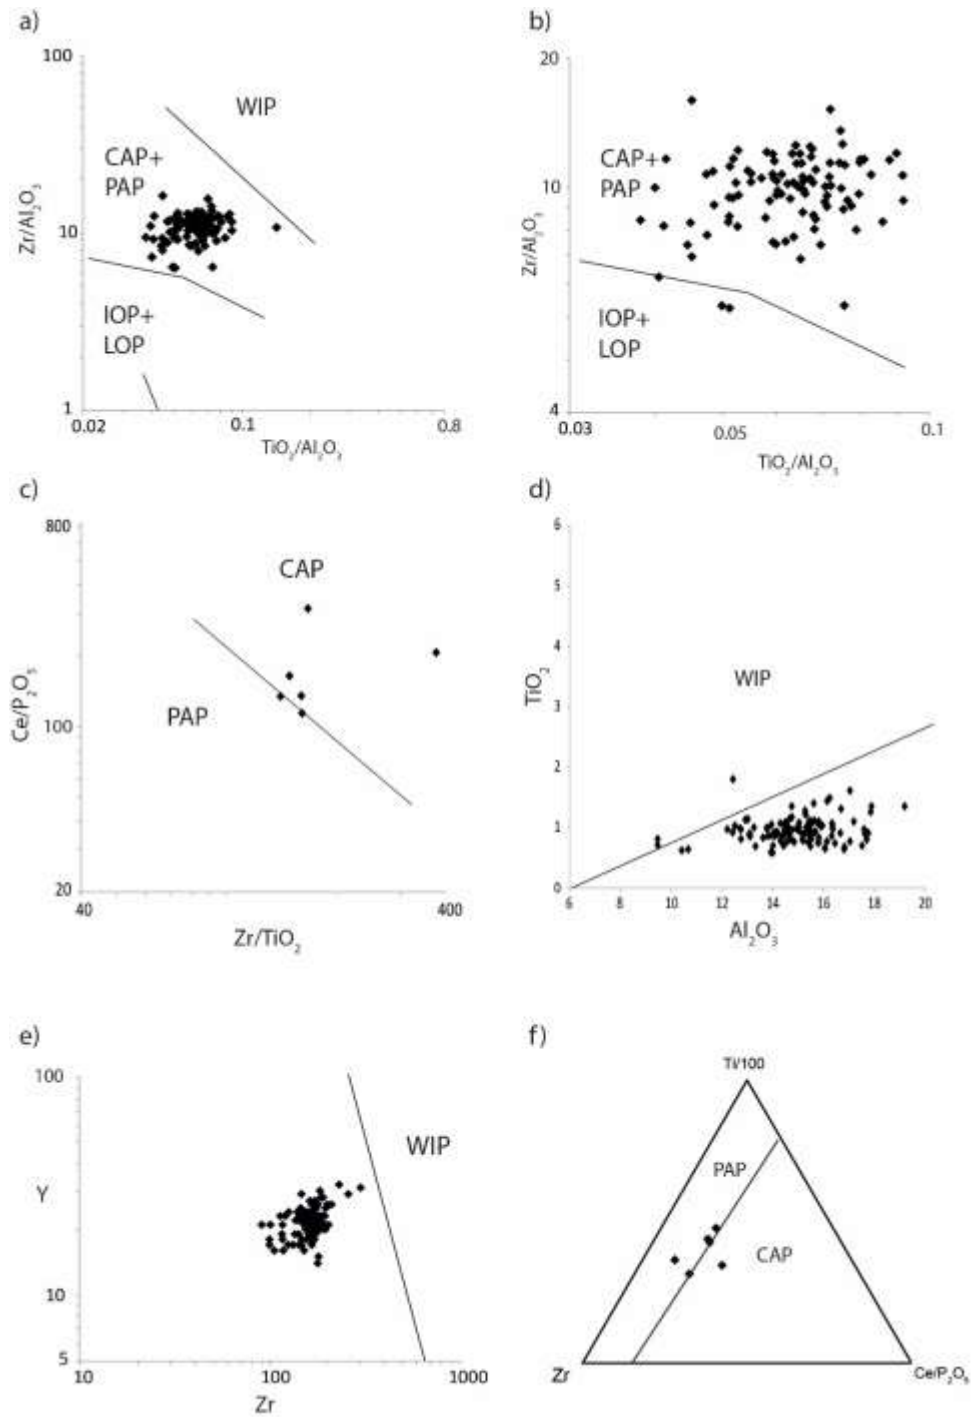 a)
100
WIP
CAP+
PAP
Zr/Al₂O₃
10
IOP+
LOP
1
0.02
0.1
0.8
TiO₂/Al₂O₃
b)
20
CAP+
PAP
10
Zr/Al₂O₃
IOP+
LOP
4
0.03
0.05
0.1
TiO₂/Al₂O₃
c)
800
CAP
Ce/P₂O₅
PAP
100
20
40
400
Zr/TiO₂
d)
6
5
4
TiO₂
WIP
3
2
1
0
6
8
10
12
14
16
18
20
Al₂O₃
e)
100
WIP
Y
10
5
10
100
1000
Zr
f)
Ti/100
PAP
CAP
Zr
Ce/P₂O₅